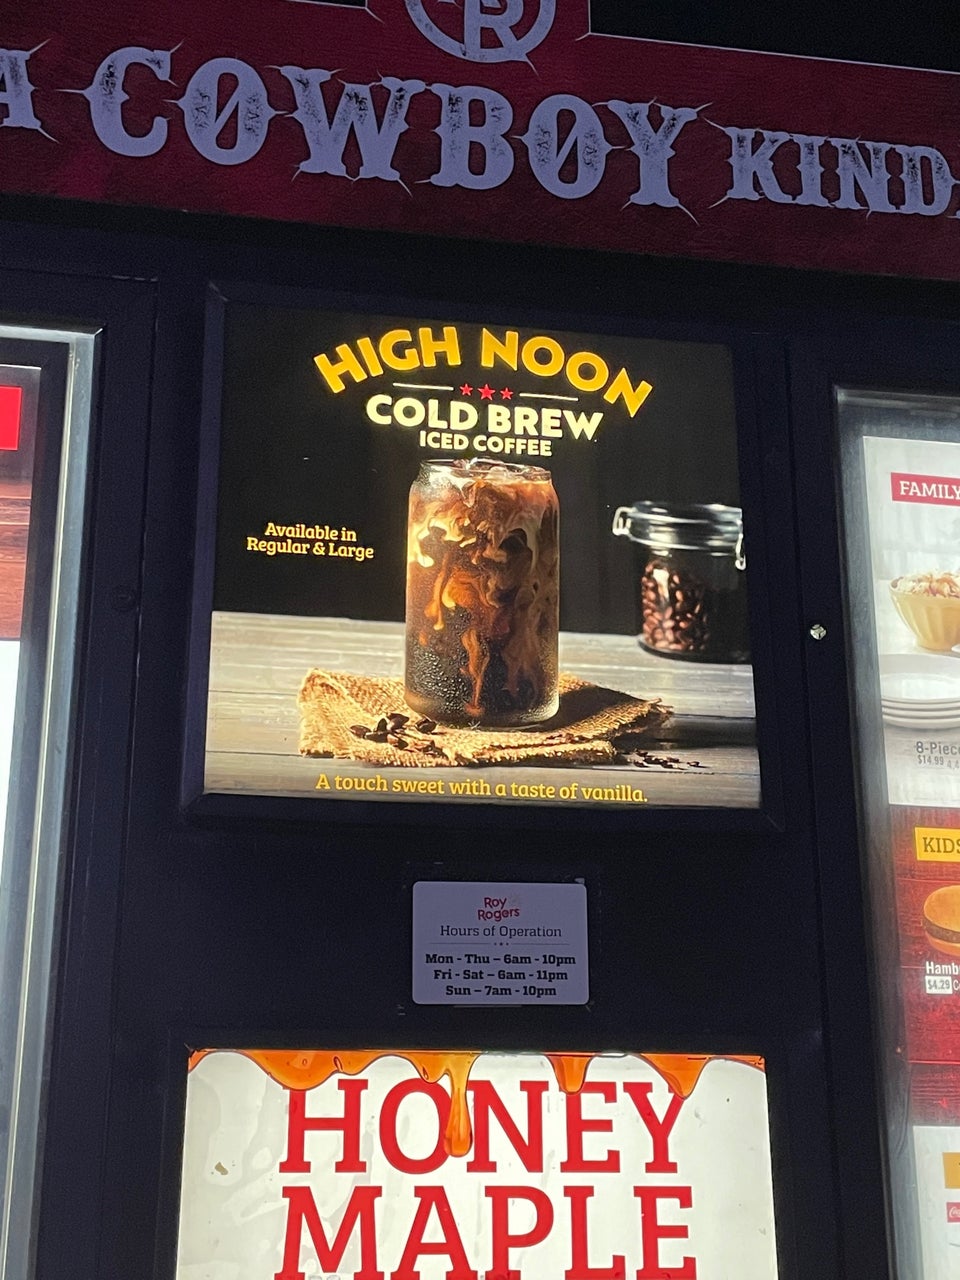 R
A COWBOY KIND
HIGH NOON
COLD BREW
ICED COFFEE
Available in
Regular & Large
A touch sweet with a taste of vanilla.
Roy
Rogers
Hours of Operation
Mon - Thu – 6am - 10pm
Fri - Sat – 6am - 11pm
Sun – 7am - 10pm
HONEY
MAPLE
FAMILY
8-Piece
$14.99
KIDS
Hamb
$4.29